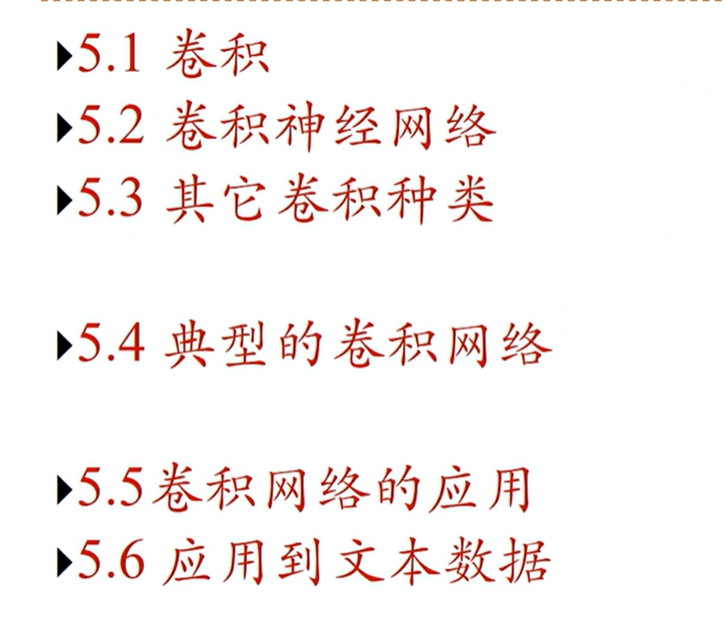 5.1 卷积
5.2 卷积神经网络
5.3 其它卷积种类
5.4 典型的卷积网络
5.5卷积网络的应用
5.6 应用到文本数据